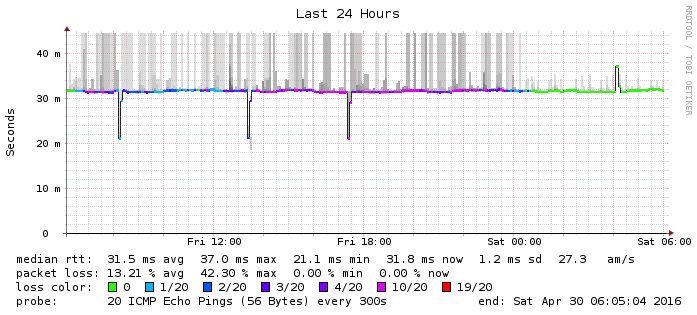 Last 24 Hours
RRDTOOL / TOBI OETIKER
Seconds
40 m
30 m
20 m
10 m
0
Fri 12:00 Fri 18:00 Sat 00:00 Sat 06:00
median rtt: 31.5 ms avg 37.0 ms max 21.1 ms min 31.8 ms now 1.2 ms sd 27.3 am/s
packet loss: 13.21 % avg 42.30 % max 0.00 % min 0.00 % now
loss color: 0 1/20 2/20 3/20 4/20 10/20 19/20
probe: 20 ICMP Echo Pings (56 Bytes) every 300s end: Sat Apr 30 06:05:04 2016